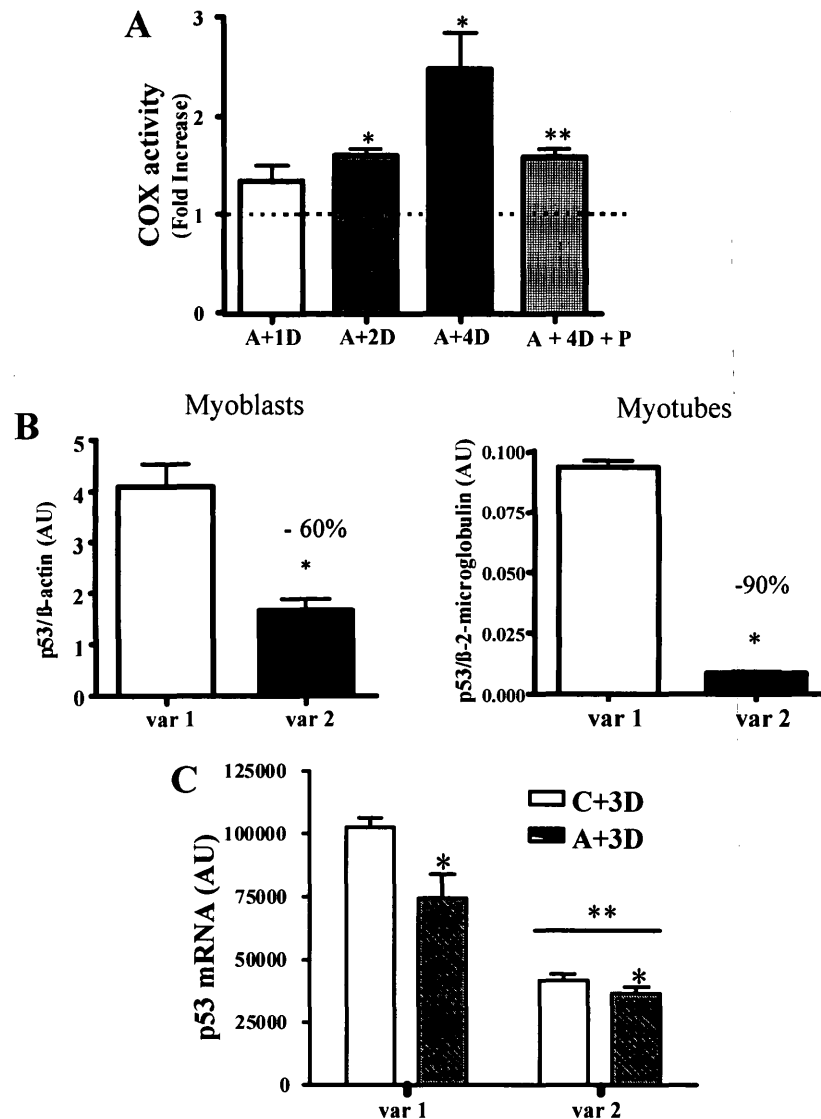 A
COX activity
(Fold Increase)
3
2
1
0
*
*
**
A+1D A+2D A+4D A + 4D + P
B
Myoblasts
p53/ß-actin (AU)
5
4
3
2
1
0
- 60%
*
var 1 var 2
Myotubes
p53/ß-2-microglobulin (AU)
0.100
0.075
0.050
0.025
0.000
-90%
*
var 1 var 2
C
p53 mRNA (AU)
125000
100000
75000
50000
25000
0
C+3D
A+3D
*
**
*
var 1 var 2